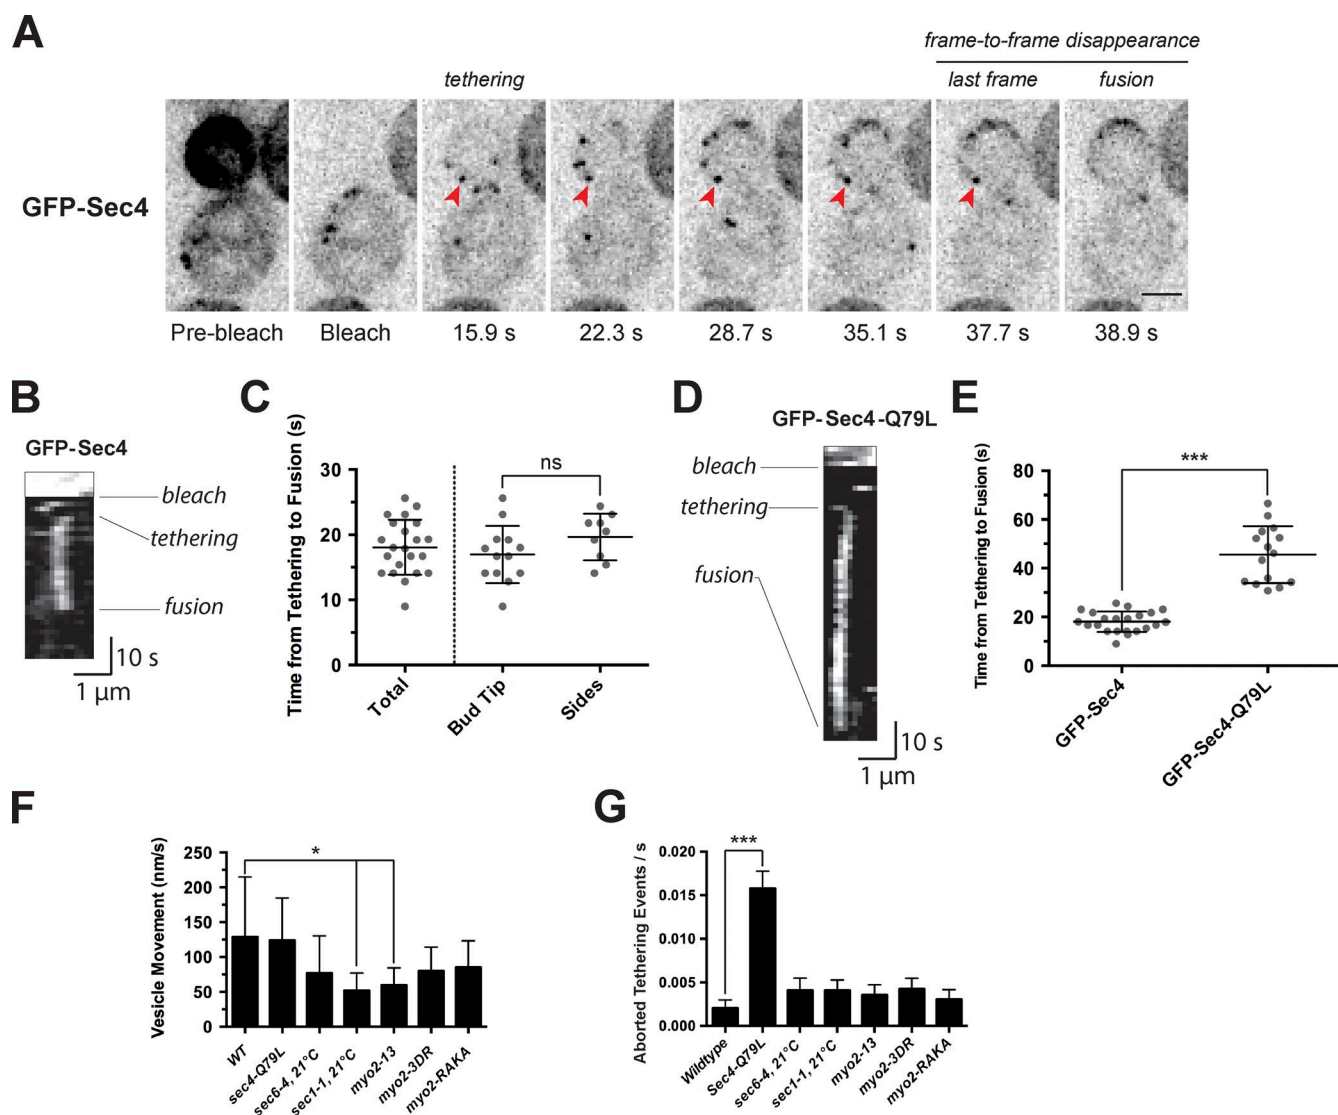 A
frame-to-frame disappearance
tethering
last frame
fusion
GFP-Sec4
Pre-bleach
Bleach
15.9 s
22.3 s
28.7 s
35.1 s
37.7 s
38.9 s
B
GFP-Sec4
bleach
tethering
fusion
10 s
1 µm
C
Time from Tethering to Fusion (s)
30
20
10
0
ns
Total
Bud Tip
Sides
D
GFP-Sec4-Q79L
bleach
tethering
fusion
10 s
1 µm
E
Time from Tethering to Fusion (s)
80
60
40
20
0
***
GFP-Sec4
GFP-Sec4-Q79L
F
Vesicle Movement (nm/s)
250
200
150
100
50
0
*
WT
sec4-Q79L
sec6-4, 21°C
sec1-1, 21°C
myo2-13
myo2-3DR
myo2-RAKA
G
Aborted Tethering Events / s
0.020
0.015
0.010
0.005
0.000
***
Wildtype
Sec4-Q79L
sec6-4, 21°C
sec1-1, 21°C
myo2-13
myo2-3DR
myo2-RAKA